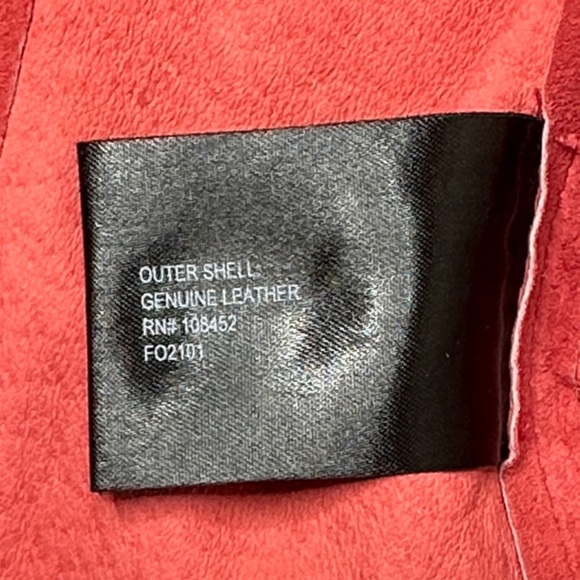 OUTER SHELL:
GENUINE LEATHER
RN# 108452
FO2101